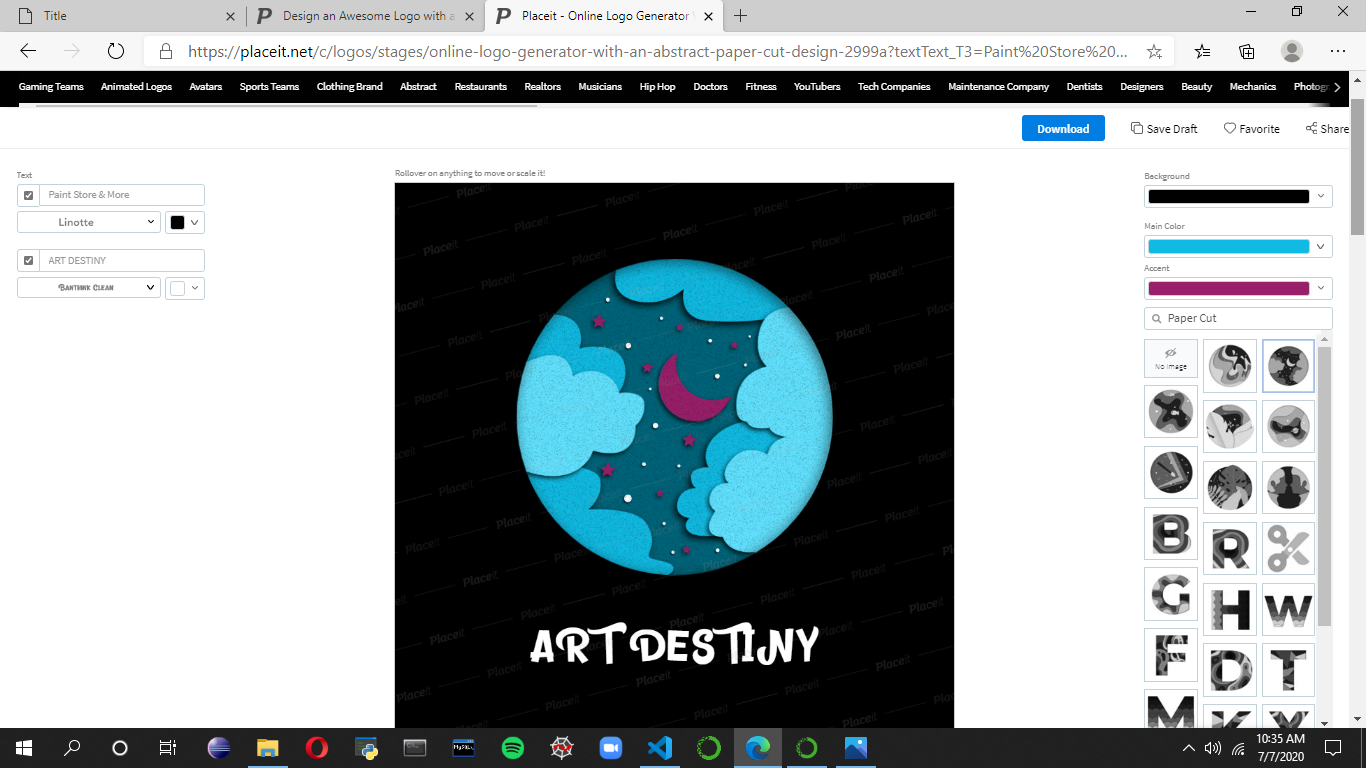 Title
Design an Awesome Logo with a
Placeit - Online Logo Generator
https://placeit.net/c/logos/stages/online-logo-generator-with-an-abstract-paper-cut-design-2999a?textText_T3=Paint%20Store%20...
Gaming Teams Animated Logos Avatars Sports Teams Clothing Brand Abstract Restaurants Realtors Musicians Hip Hop Doctors Fitness YouTubers Tech Companies Maintenance Company Dentists Designers Beauty Mechanics Photogr
Download Save Draft Favorite Share
Text
Paint Store & More
Linotte
ART DESTINY
Banthink Clean
Rollover on anything to move or scale it!
Placeit
ART DESTINY
Background
Main Color
Accent
Paper Cut
No Image
B
R
G
H
W
F
D
T
M
K
X
MySQL
10:35 AM
7/7/2020